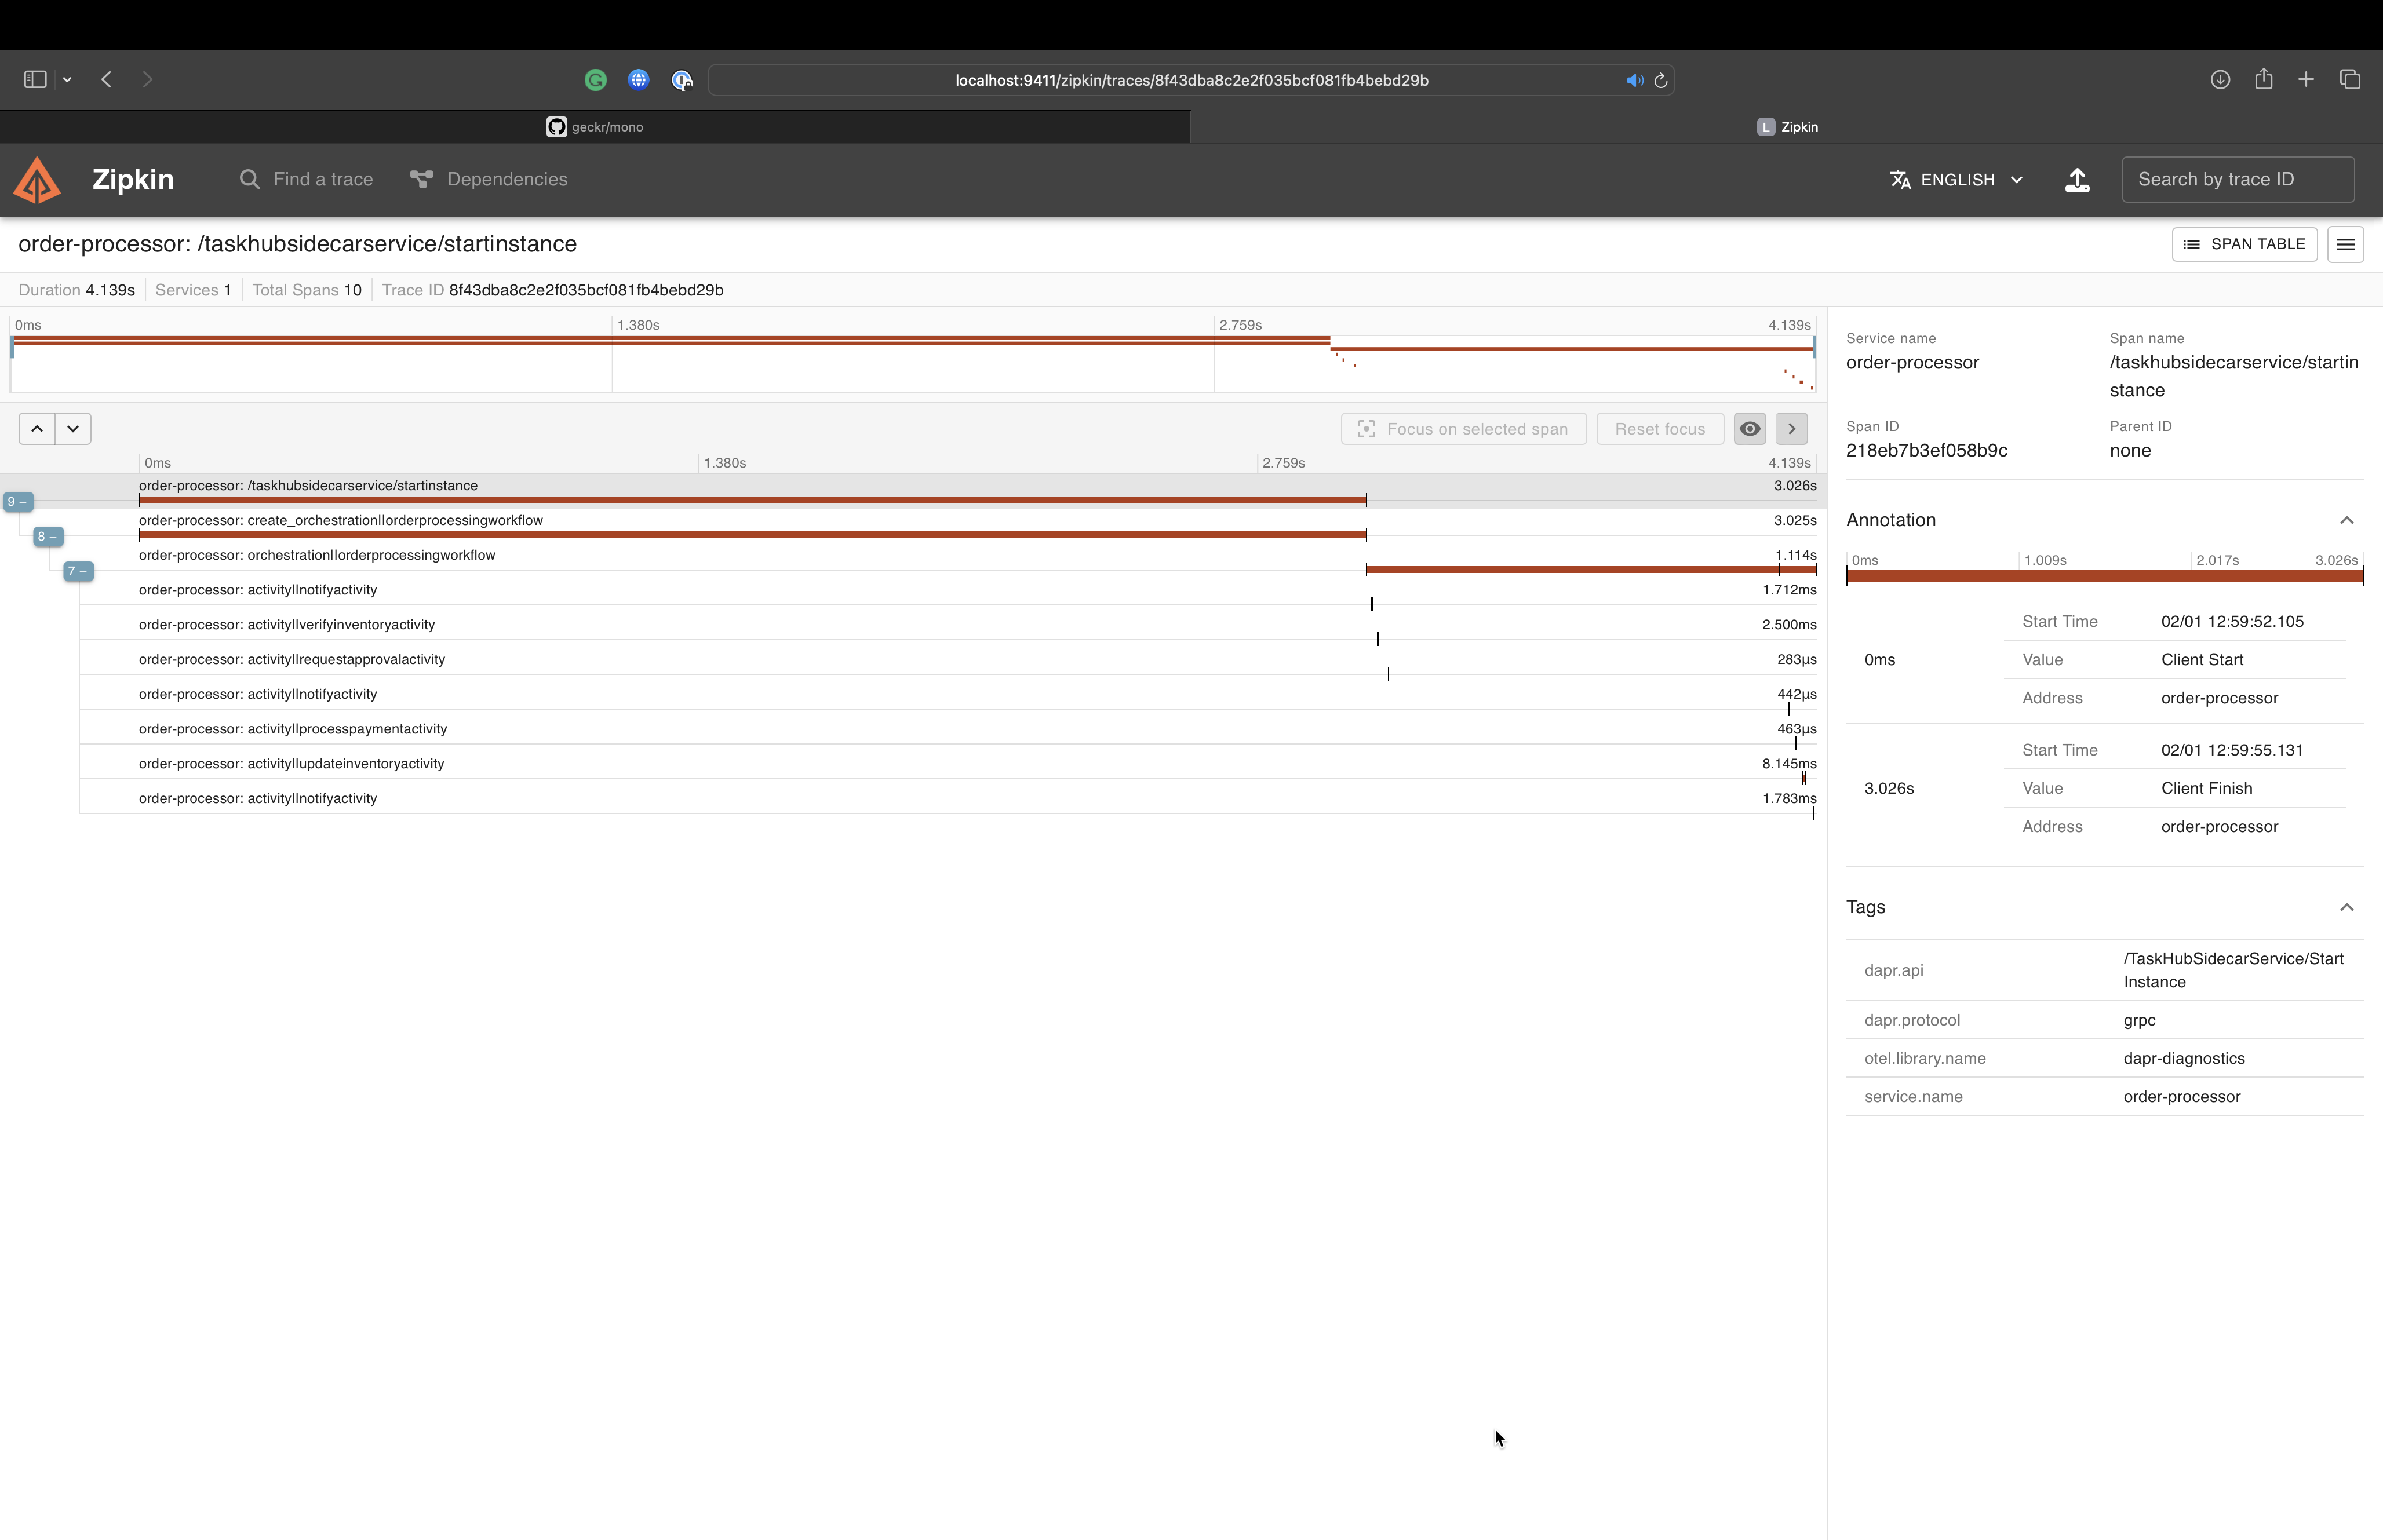 localhost:9411/zipkin/traces/8f43dba8c2e2f035bcf081fb4bebd29b
geckr/mono
L Zipkin
Zipkin
Find a trace
Dependencies
ENGLISH
Search by trace ID
order-processor: /taskhubsidecarservice/startinstance
SPAN TABLE
Duration 4.139s Services 1 Total Spans 10 Trace ID 8f43dba8c2e2f035bcf081fb4bebd29b
0ms 1.380s 2.759s 4.139s
Focus on selected span
Reset focus
0ms 1.380s 2.759s 4.139s
order-processor: /taskhubsidecarservice/startinstance 3.026s
9 –
order-processor: create_orchestration||orderprocessingworkflow 3.025s
8 –
order-processor: orchestration||orderprocessingworkflow 1.114s
7 –
order-processor: activity||notifyactivity 1.712ms
order-processor: activity||verifyinventoryactivity 2.500ms
order-processor: activity||requestapprovalactivity 283µs
order-processor: activity||notifyactivity 442µs
order-processor: activity||processpaymentactivity 463µs
order-processor: activity||updateinventoryactivity 8.145ms
order-processor: activity||notifyactivity 1.783ms
Service name
order-processor
Span name
/taskhubsidecarservice/startin
stance
Span ID
218eb7b3ef058b9c
Parent ID
none
Annotation
0ms 1.009s 2.017s 3.026s
0ms
Start Time 02/01 12:59:52.105
Value Client Start
Address order-processor
3.026s
Start Time 02/01 12:59:55.131
Value Client Finish
Address order-processor
Tags
dapr.api /TaskHubSidecarService/Start
Instance
dapr.protocol grpc
otel.library.name dapr-diagnostics
service.name order-processor